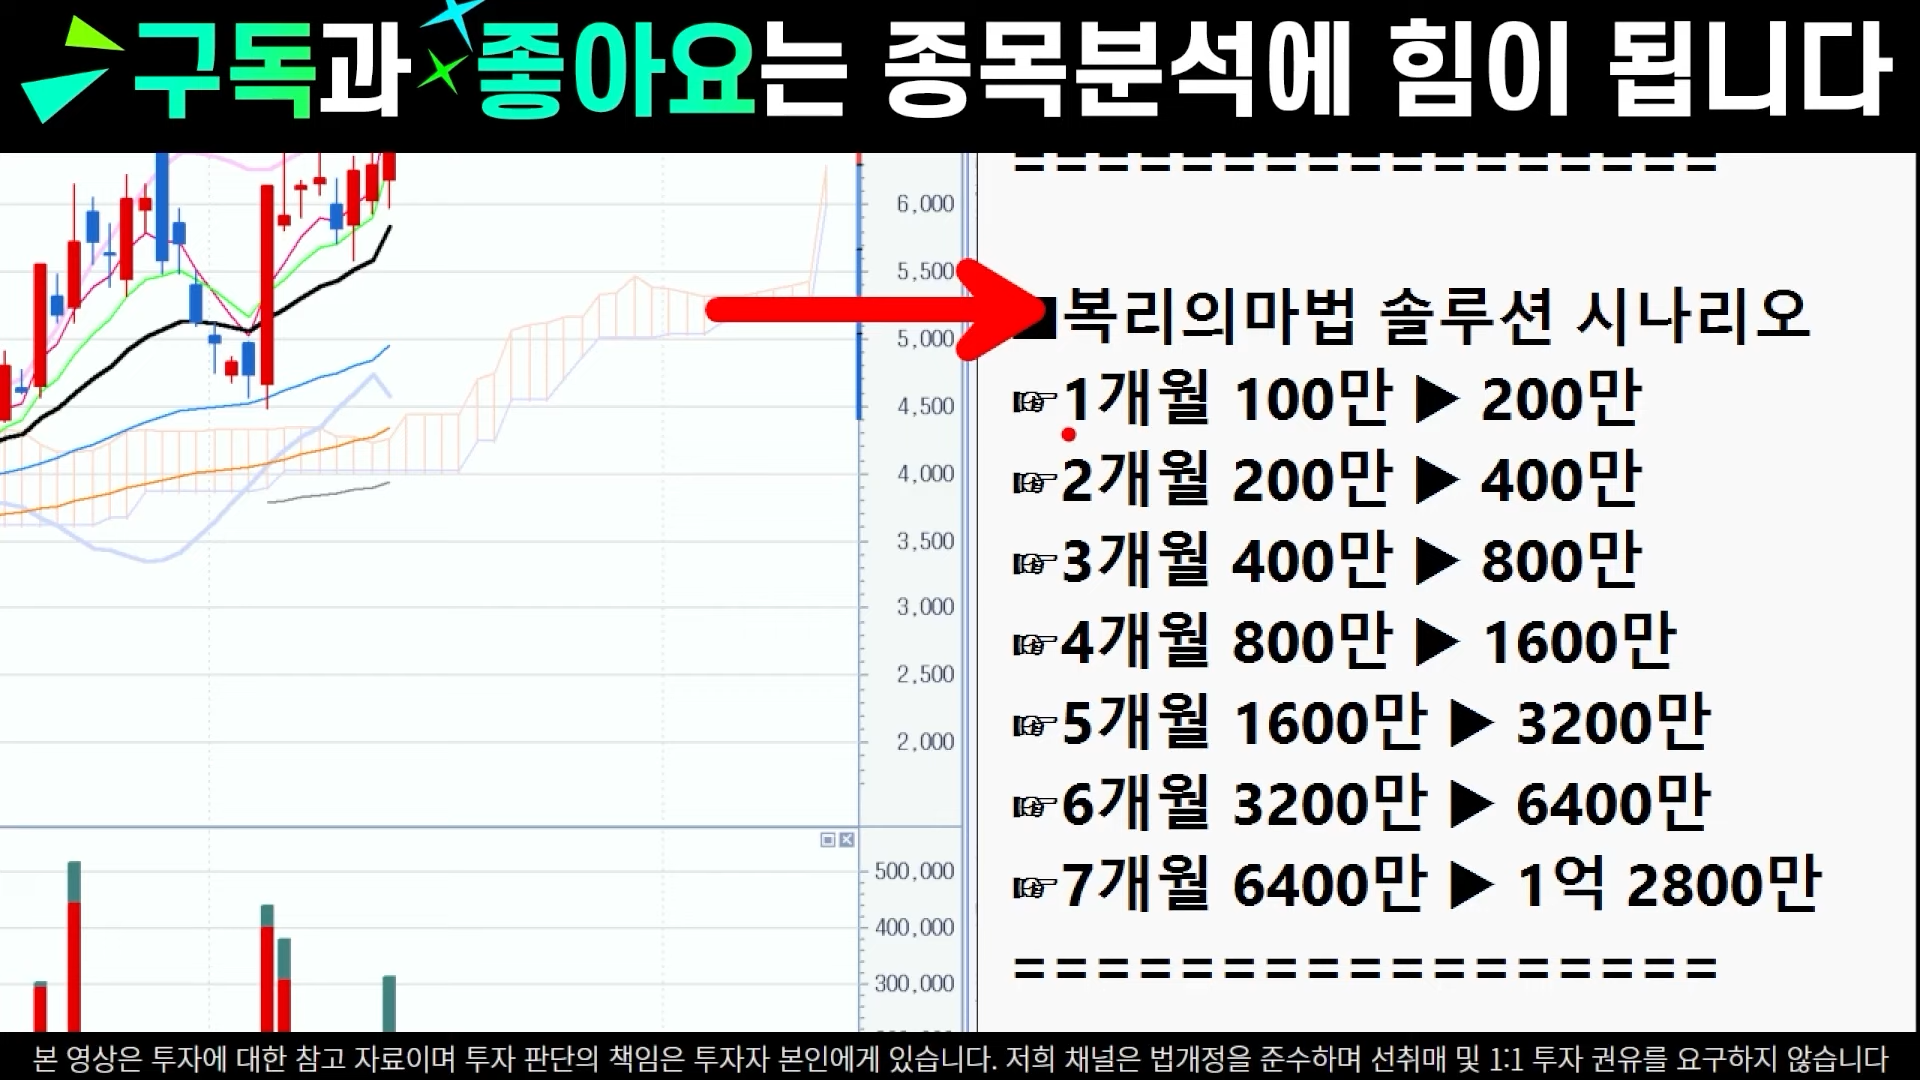 구독과 좋아요는 종목분석에 힘이 됩니다
=================
6,000
5,500
5,000
4,500
4,000
3,500
3,000
2,500
2,000
500,000
400,000
300,000
■복리의마법 솔루션 시나리오
☞1개월 100만 ▶ 200만
☞2개월 200만 ▶ 400만
☞3개월 400만 ▶ 800만
☞4개월 800만 ▶ 1600만
☞5개월 1600만 ▶ 3200만
☞6개월 3200만 ▶ 6400만
☞7개월 6400만 ▶ 1억 2800만
=================
본 영상은 투자에 대한 참고 자료이며 투자 판단의 책임은 투자자 본인에게 있습니다. 저희 채널은 법개정을 준수하며 선취매 및 1:1 투자 권유를 요구하지 않습니다